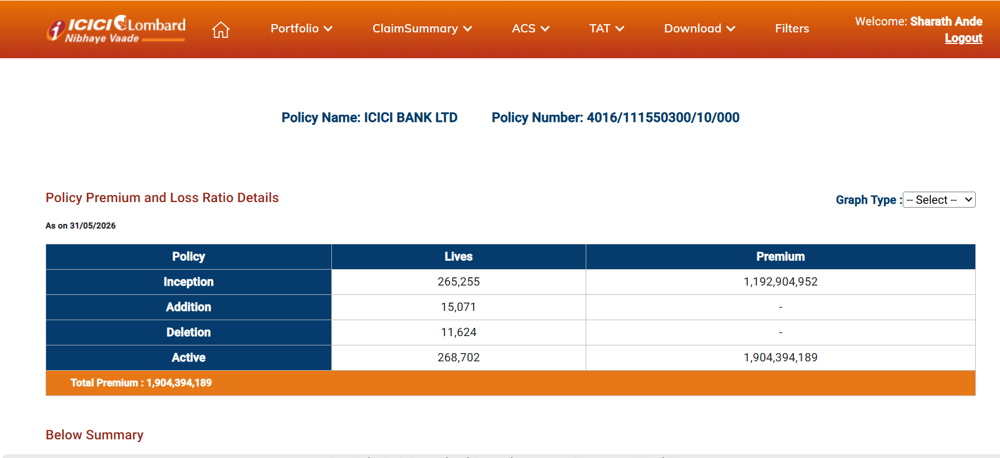 ICICI Lombard
Nibhaye Vaade
Portfolio
ClaimSummary
ACS
TAT
Download
Filters
Welcome: Sharath Ande
Logout
Policy Name: ICICI BANK LTD
Policy Number: 4016/111550300/10/000
Policy Premium and Loss Ratio Details
Graph Type : -- Select --
As on 31/05/2026
Policy Lives Premium
Inception 265,255 1,192,904,952
Addition 15,071 -
Deletion 11,624 -
Active 268,702 1,904,394,189
Total Premium : 1,904,394,189
Below Summary